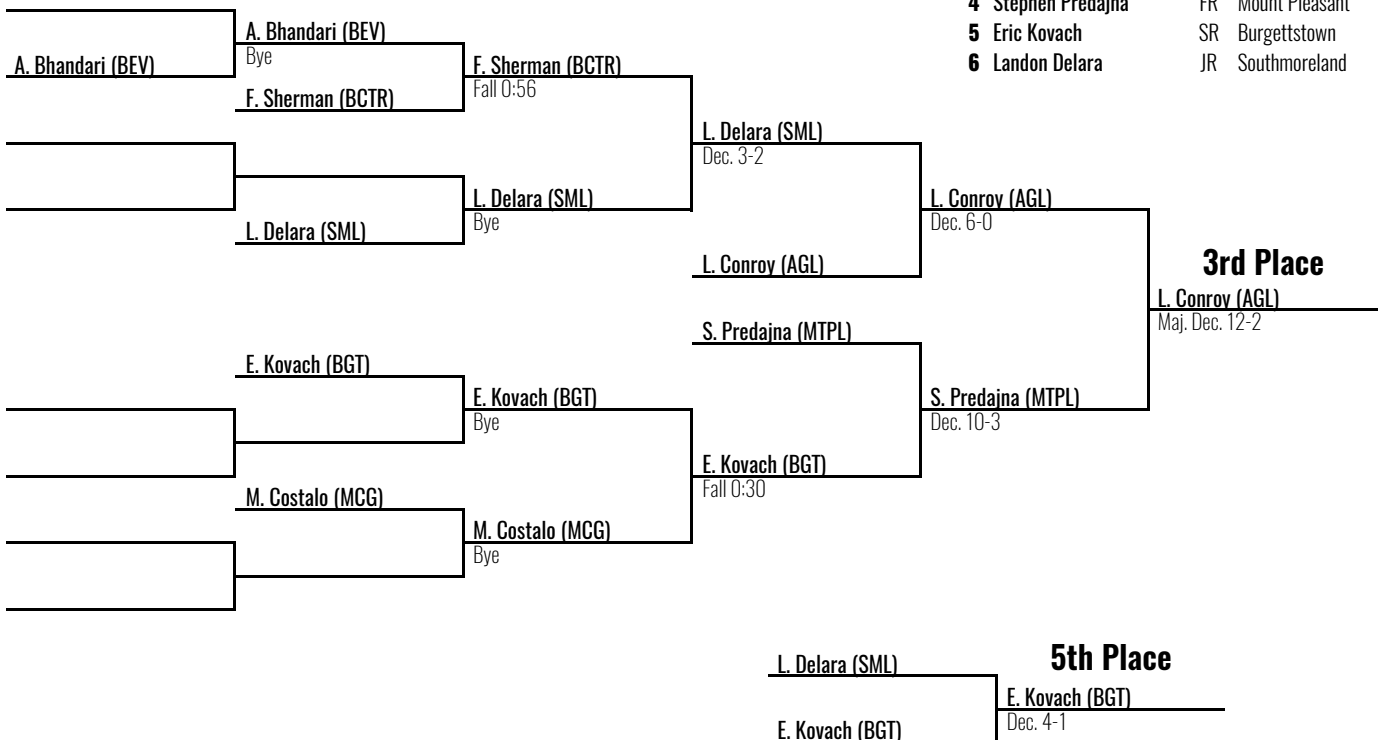 4 Stephen Predajna FR Mount Pleasant
5 Eric Kovach SR Burgettstown
6 Landon Delara JR Southmoreland
A. Bhandari (BEV)
A. Bhandari (BEV)
Bye
F. Sherman (BCTR)
F. Sherman (BCTR)
Fall 0:56
L. Delara (SML)
L. Delara (SML)
Bye
L. Delara (SML)
Dec. 3-2
L. Conroy (AGL)
L. Conroy (AGL)
Dec. 6-0
E. Kovach (BGT)
E. Kovach (BGT)
Bye
M. Costalo (MCG)
M. Costalo (MCG)
Bye
S. Predajna (MTPL)
E. Kovach (BGT)
Fall 0:30
S. Predajna (MTPL)
Dec. 10-3
3rd Place
L. Conroy (AGL)
Maj. Dec. 12-2
5th Place
L. Delara (SML)
E. Kovach (BGT)
E. Kovach (BGT)
Dec. 4-1